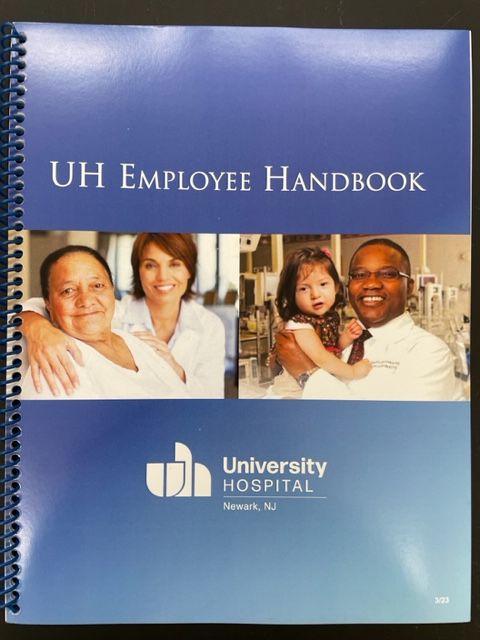 UH EMPLOYEE HANDBOOK
University
HOSPITAL
Newark, NJ
3/23